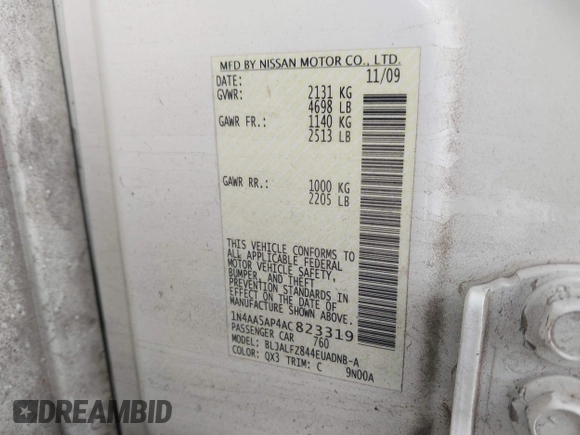 MFD BY NISSAN MOTOR CO., LTD.
DATE: 11/09
GVWR: 2131 KG
4698 LB
GAWR FR.: 1140 KG
2513 LB
GAWR RR.: 1000 KG
2205 LB
THIS VEHICLE CONFORMS TO
ALL APPLICABLE FEDERAL
MOTOR VEHICLE SAFETY,
BUMPER, AND THEFT
PREVENTION STANDARDS
IN EFFECT ON THE DATE OF
MANUFACTURE SHOWN ABOVE.
1N4AA5AP4AC823319
PASSENGER CAR 760
MODEL: BLJALFZ844EUADNB-A
COLOR: QX3 TRIM: C 9N00A
DREAMBID